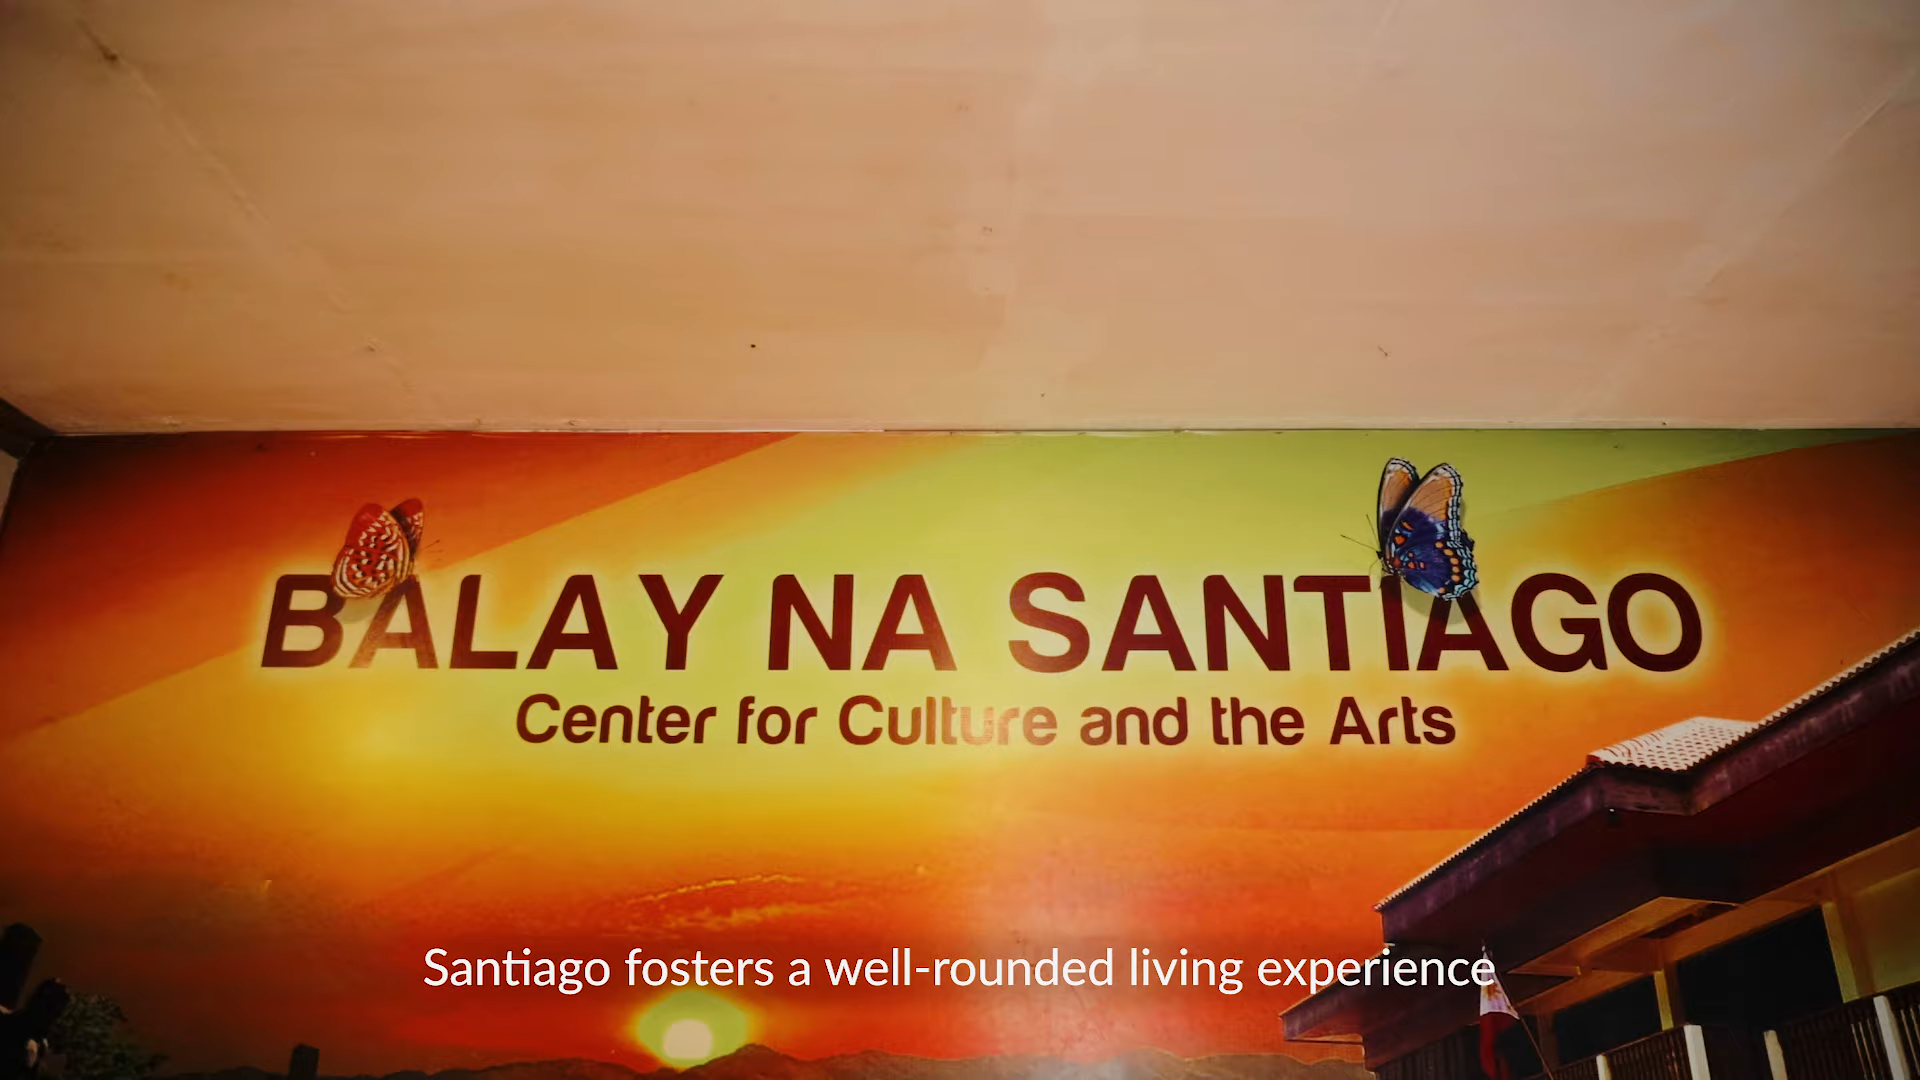 BALAY NA SANTIAGO
Center for Culture and the Arts
Santiago fosters a well-rounded living experience